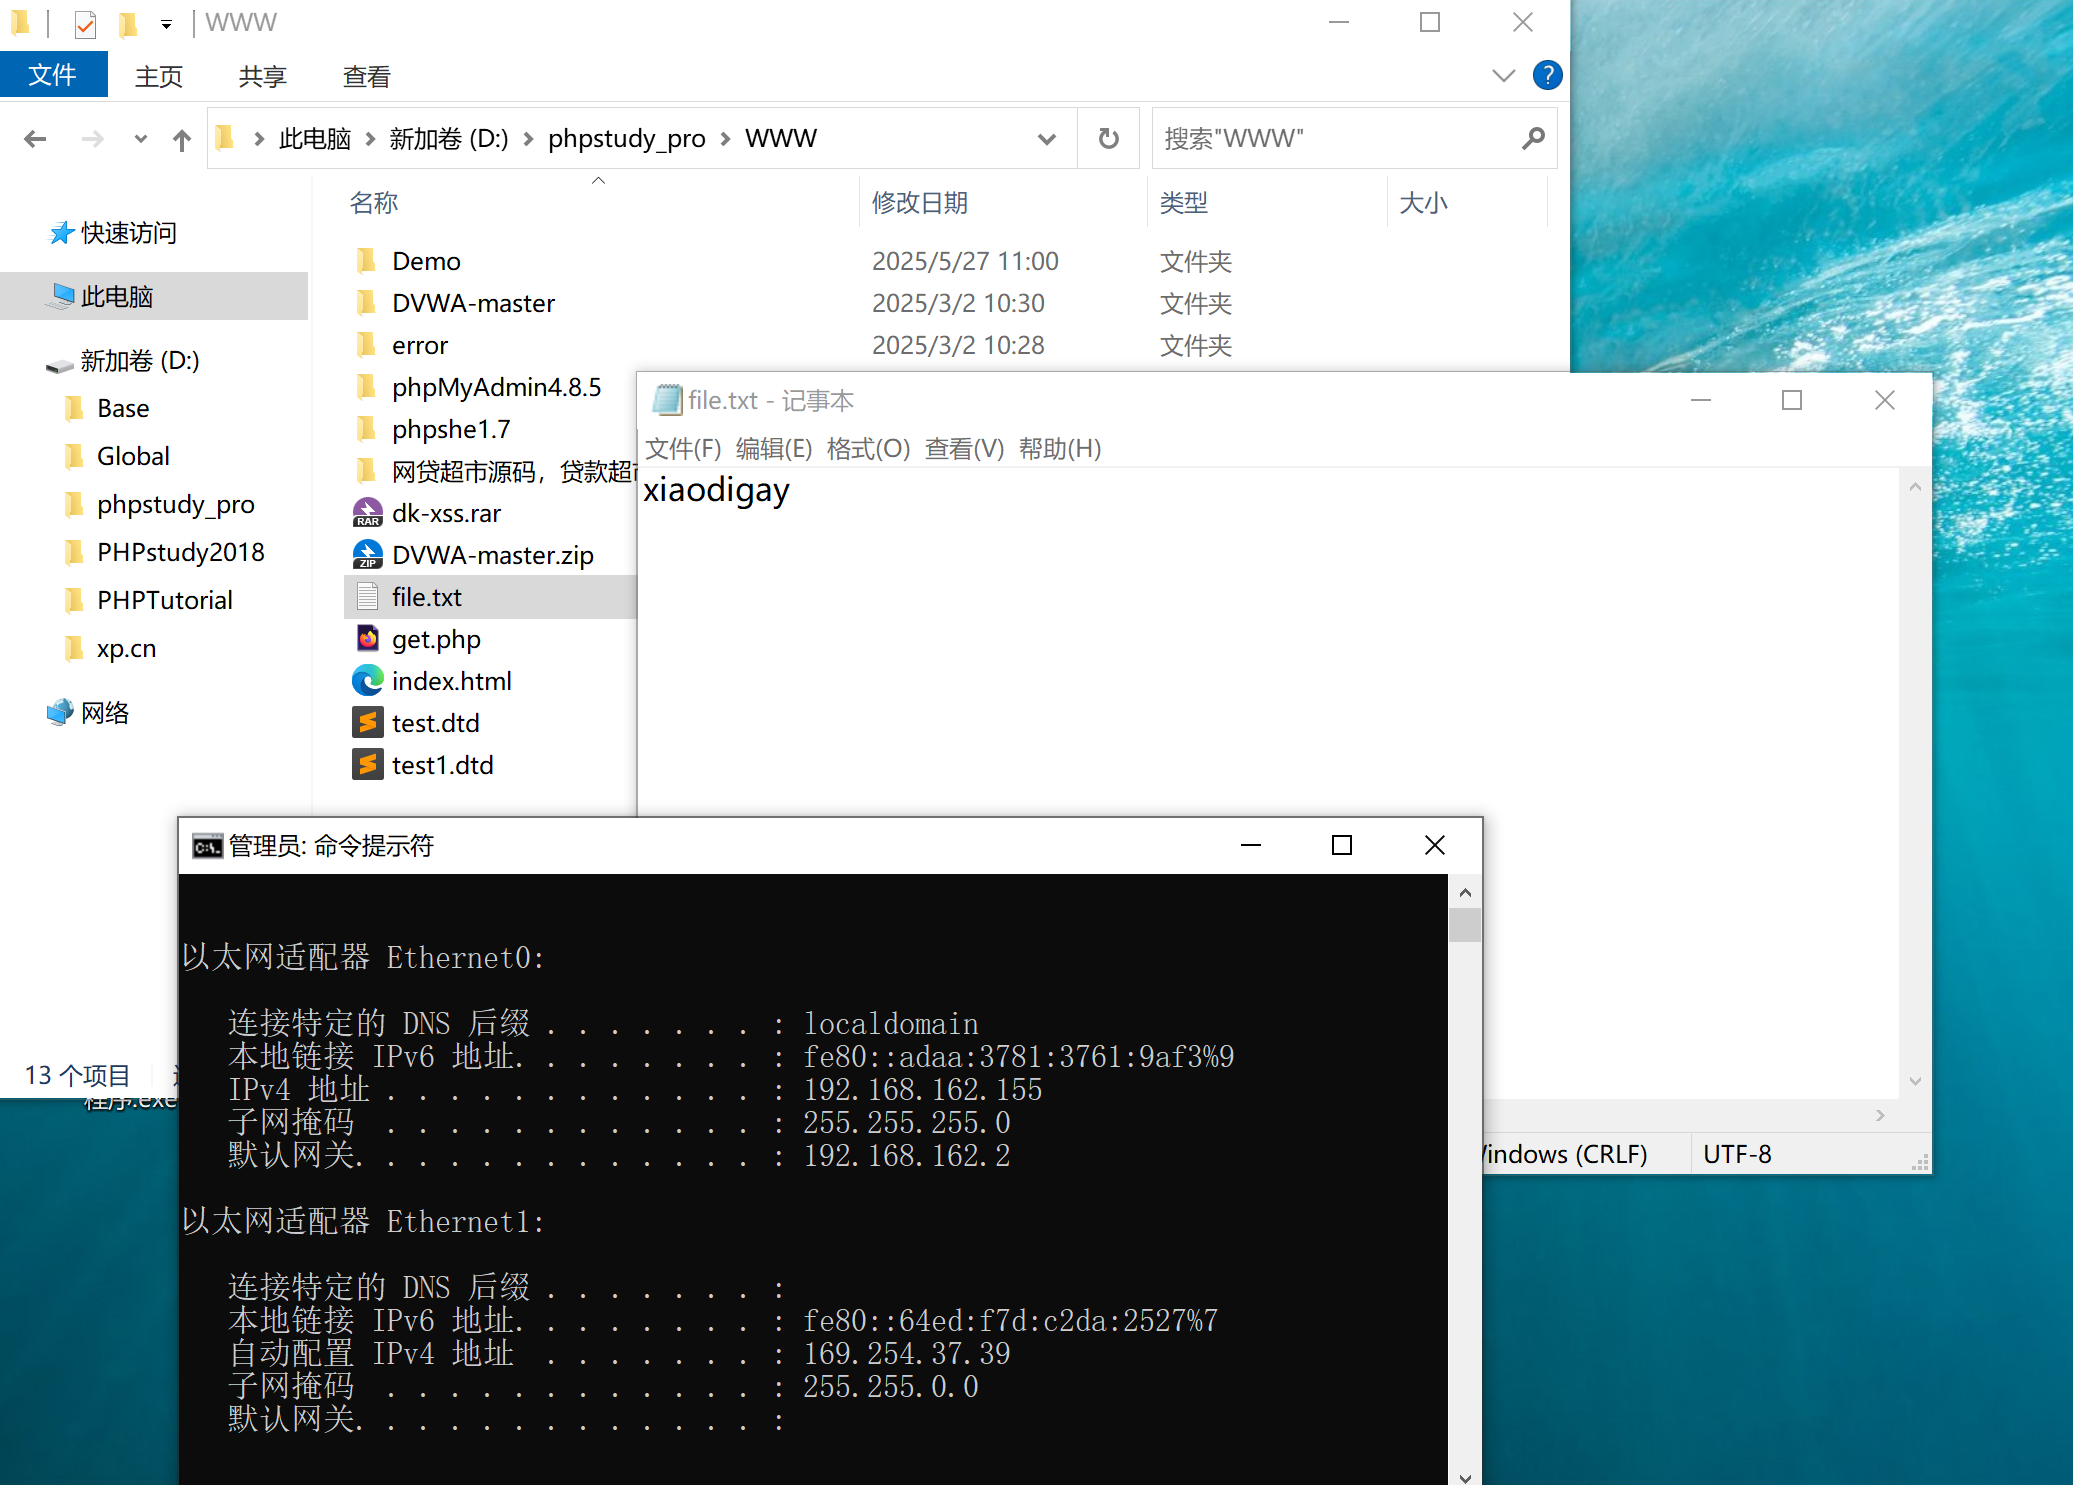 WWW
文件 主页 共享 查看
此电脑 新加卷 (D:) phpstudy_pro WWW
搜索"WWW"
名称 修改日期 类型 大小
快速访问
此电脑
新加卷 (D:)
Base
Global
phpstudy_pro
PHPstudy2018
PHPTutorial
xp.cn
网络
Demo 2025/5/27 11:00 文件夹
DVWA-master 2025/3/2 10:30 文件夹
error 2025/3/2 10:28 文件夹
phpMyAdmin4.8.5
phpshe1.7
网贷超市源码，贷款超
dk-xss.rar
DVWA-master.zip
file.txt
get.php
index.html
test.dtd
test1.dtd
13 个项目
程序.exe
file.txt - 记事本
文件(F) 编辑(E) 格式(O) 查看(V) 帮助(H)
xiaodigay
indows (CRLF) UTF-8
管理员: 命令提示符
以太网适配器 Ethernet0:
连接特定的 DNS 后缀 . . . . . . . : localdomain
本地链接 IPv6 地址. . . . . . . . : fe80::adaa:3781:3761:9af3%9
IPv4 地址 . . . . . . . . . . . . : 192.168.162.155
子网掩码  . . . . . . . . . . . . : 255.255.255.0
默认网关. . . . . . . . . . . . . : 192.168.162.2
以太网适配器 Ethernet1:
连接特定的 DNS 后缀 . . . . . . . :
本地链接 IPv6 地址. . . . . . . . : fe80::64ed:f7d:c2da:2527%7
自动配置 IPv4 地址  . . . . . . . : 169.254.37.39
子网掩码  . . . . . . . . . . . . : 255.255.0.0
默认网关. . . . . . . . . . . . . :